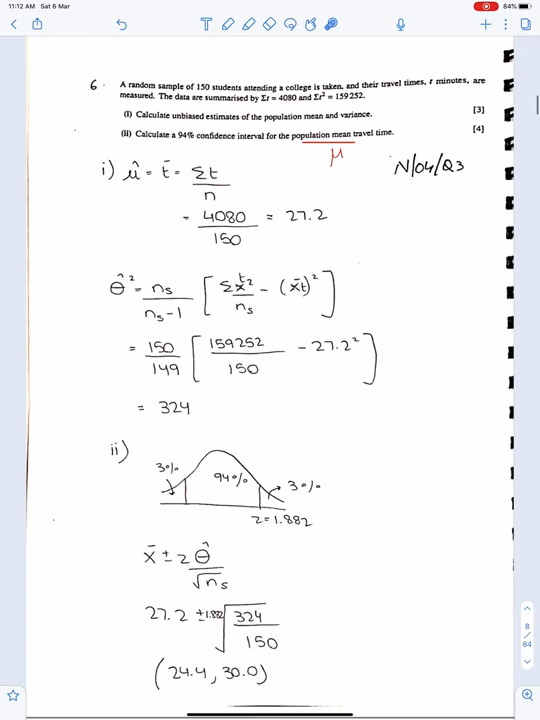 11:12 AM Sat 6 Mar
84%
6 A random sample of 150 students attending a college is taken, and their travel times, t minutes, are
measured. The data are summarised by Σt = 4080 and Σt² = 159252.
(i) Calculate unbiased estimates of the population mean and variance. [3]
(ii) Calculate a 94% confidence interval for the population mean travel time. [4]
μ
N/04/Q3
i) μ̂ = t̄ = Σt
n
= 4080 = 27.2
150
θ̂² = nₛ [ Σt² - (x̄t)² ]
nₛ-1 nₛ
= 150 [ 159252 - 27.2² ]
149 150
= 324
ii)
3% 94% 3%
z=1.882
x̄ ± z θ̂
√nₛ
27.2 ±1.882 √324
150
(24.4, 30.0)
8
/
84